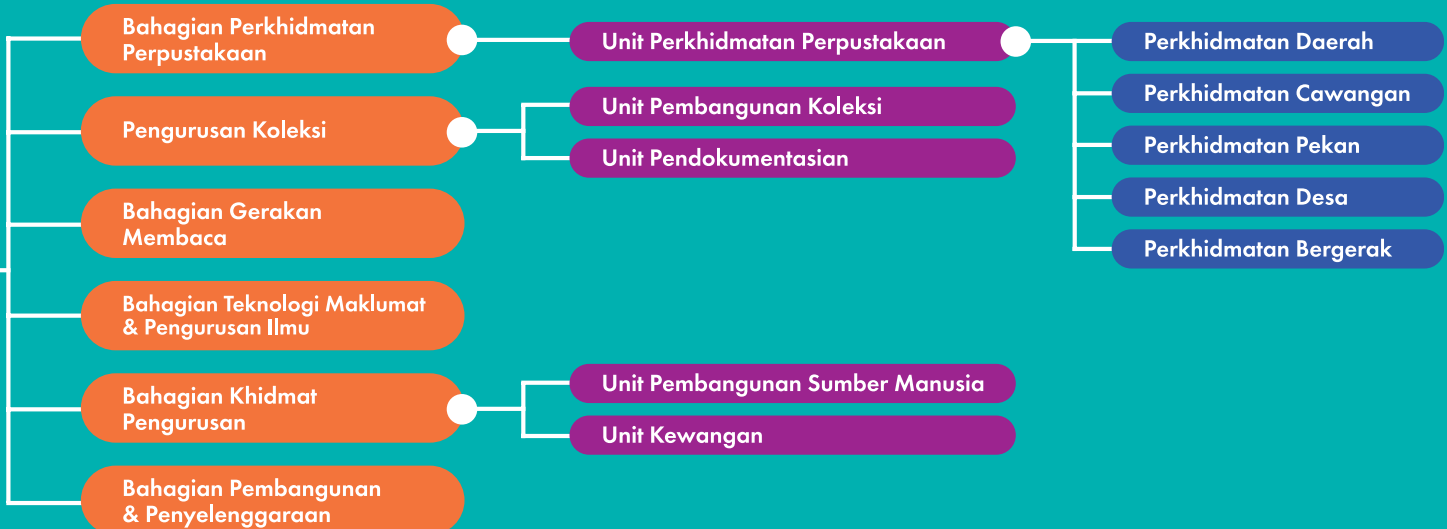 Bahagian Perkhidmatan
Perpustakaan
Pengurusan Koleksi
Bahagian Gerakan
Membaca
Bahagian Teknologi Maklumat
& Pengurusan Ilmu
Bahagian Khidmat
Pengurusan
Bahagian Pembangunan
& Penyelenggaraan
Unit Perkhidmatan Perpustakaan
Unit Pembangunan Koleksi
Unit Pendokumentasian
Unit Pembangunan Sumber Manusia
Unit Kewangan
Perkhidmatan Daerah
Perkhidmatan Cawangan
Perkhidmatan Pekan
Perkhidmatan Desa
Perkhidmatan Bergerak